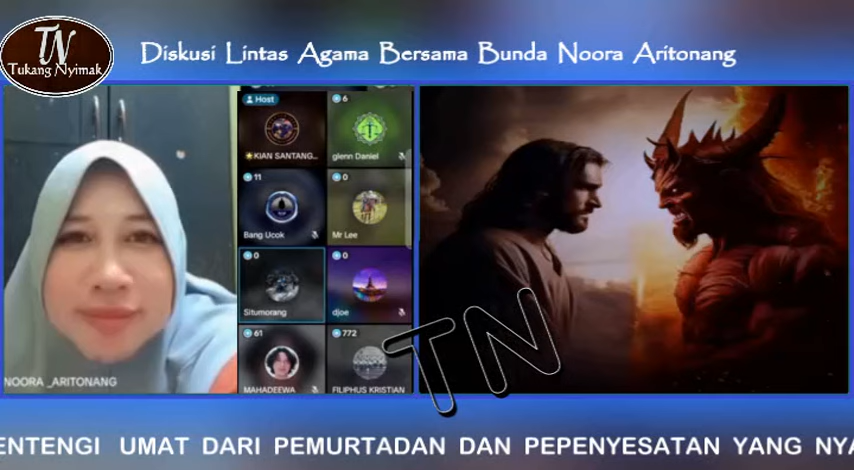 TN
Tukang Nyimak
Diskusi Lintas Agama Bersama Bunda Noora Aritonang
Host
KIAN SANTANG...
6
glenn Daniel
11
Bang Ucok
0
Mr Lee
0
Situmorang
0
djoe
61
MAHADEEWA
772
FILIPHUS KRISTIAN
NOORA _ARITONANG
TN
ENTENGI UMAT DARI PEMURTADAN DAN PEPENYESATAN YANG NYA